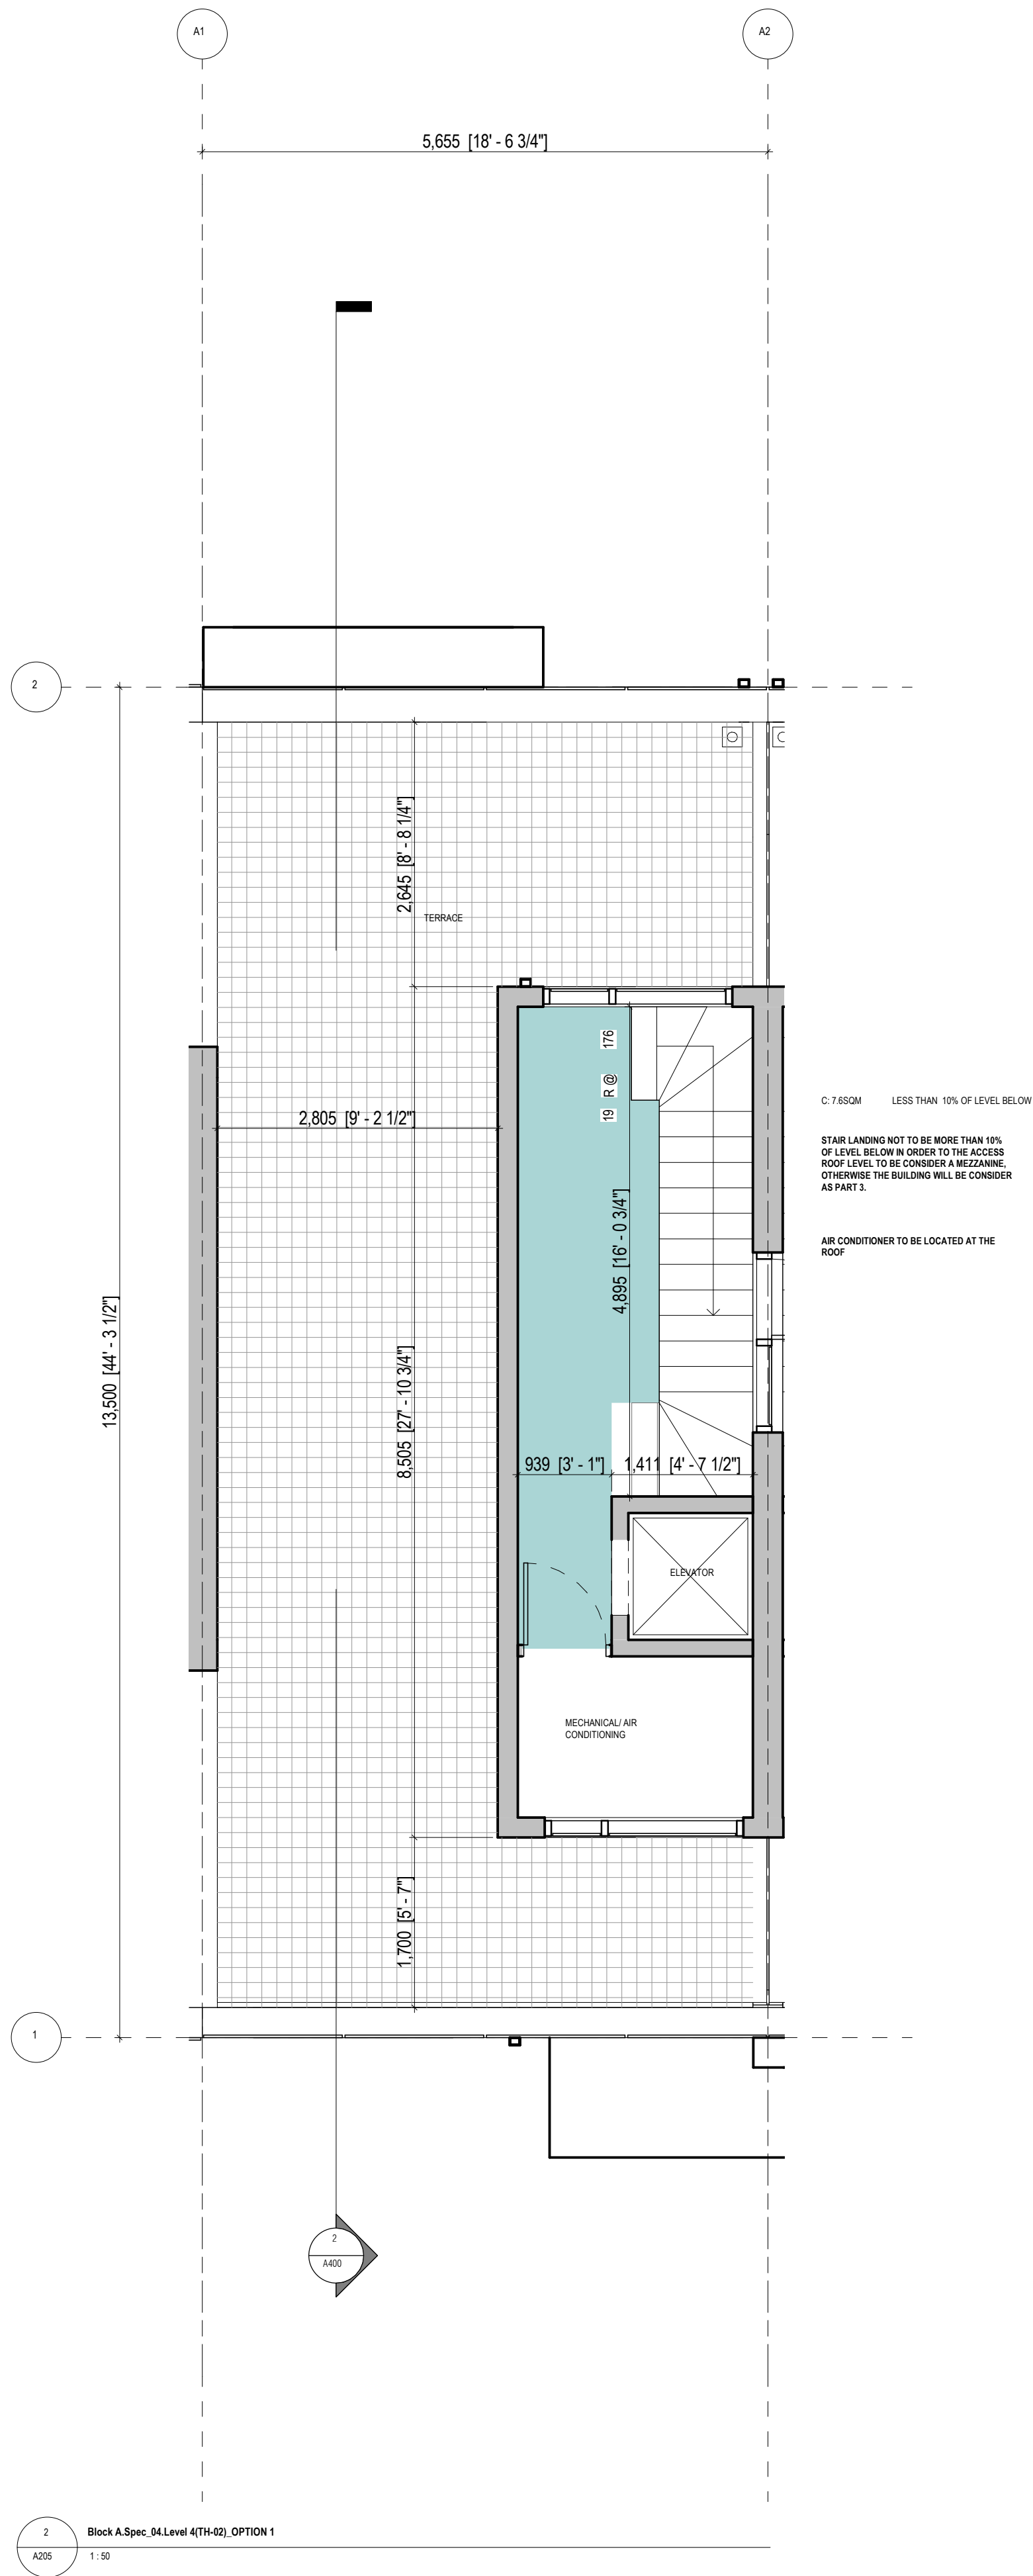 A1
A2
5,655 [18' - 6 3/4"]
2
2,645 [8' - 8 1/4"]
TERRACE
19 R @ 176
C: 7.6SQM LESS THAN 10% OF LEVEL BELOW
2,805 [9' - 2 1/2"]
STAIR LANDING NOT TO BE MORE THAN 10%
OF LEVEL BELOW IN ORDER TO THE ACCESS
ROOF LEVEL TO BE CONSIDER A MEZZANINE,
OTHERWISE THE BUILDING WILL BE CONSIDER
AS PART 3.
4,895 [16' - 0 3/4"]
AIR CONDITIONER TO BE LOCATED AT THE
ROOF
13,500 [44' - 3 1/2"]
8,505 [27' - 10 3/4"]
939 [3' - 1"]
1,411 [4' - 7 1/2"]
ELEVATOR
MECHANICAL/ AIR
CONDITIONING
1,700 [5' - 7"]
1
2
A400
2
Block A.Spec_04.Level 4(TH-02)_OPTION 1
A205
1 : 50